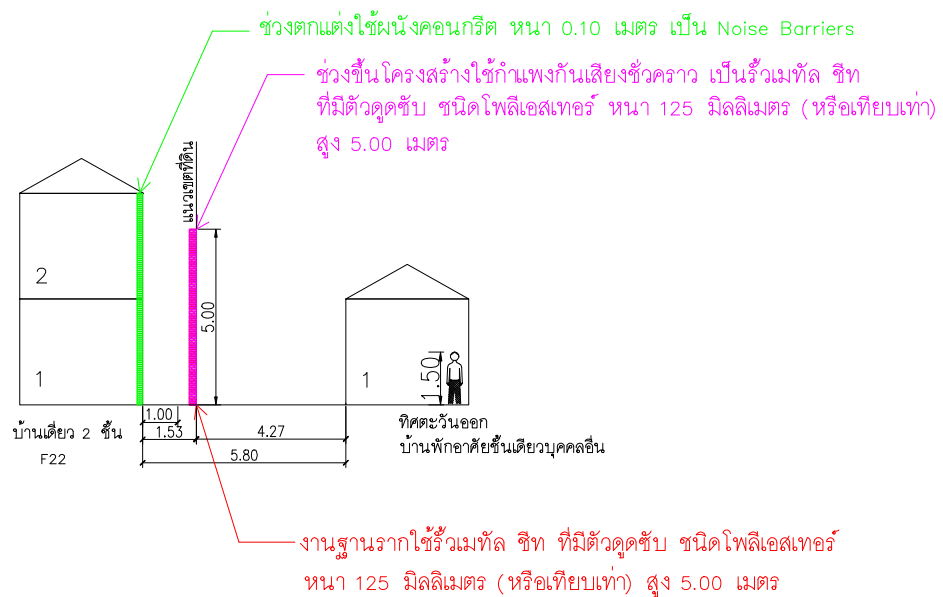 ช่วงตกแต่งใช้ผนังคอนกรีต หนา 0.10 เมตร เป็น Noise Barriers
ช่วงขึ้นโครงสร้างใช้กำแพงกันเสียงชั่วคราว เป็นรั้วเมทัล ชีท
ที่มีตัวดูดซับ ชนิดโพลีเอสเทอร์ หนา 125 มิลลิเมตร (หรือเทียบเท่า)
สูง 5.00 เมตร
แนวเขตที่ดิน
2
5.00
1
1.50
1
1.00
1.53
4.27
5.80
บ้านเดี่ยว 2 ชั้น
F22
ทิศตะวันออก
บ้านพักอาศัยชั้นเดียวบุคคลอื่น
งานฐานรากใช้รั้วเมทัล ชีท ที่มีตัวดูดซับ ชนิดโพลีเอสเทอร์
หนา 125 มิลลิเมตร (หรือเทียบเท่า) สูง 5.00 เมตร